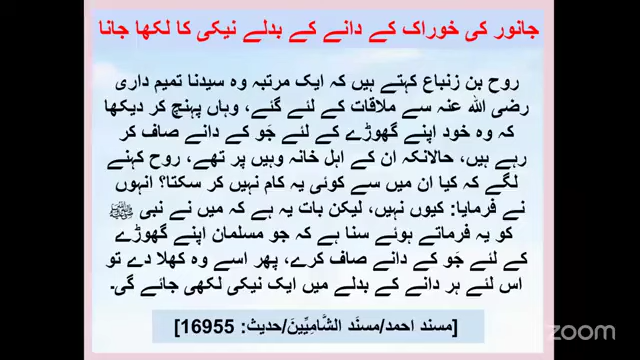 جانور کی خوراک کے دانے کے بدلے نیکی کا لکھا جانا
روح بن زنباع کہتے ہیں کہ ایک مرتبہ وہ سیدنا تمیم داری
رضی اللہ عنہ سے ملاقات کے لئے گئے، وہاں پہنچ کر دیکھا
کہ وہ خود اپنے گھوڑے کے لئے جَو کے دانے صاف کر
رہے ہیں، حالانکہ ان کے اہل خانہ وہیں پر تھے، روح کہنے
لگے کہ کیا ان میں سے کوئی یہ کام نہیں کر سکتا؟ انہوں
نے فرمایا: کیوں نہیں، لیکن بات یہ ہے کہ میں نے نبی ﷺ
کو یہ فرماتے ہوئے سنا ہے کہ جو مسلمان اپنے گھوڑے
کے لئے جَو کے دانے صاف کرے، پھر اسے وہ کھلا دے تو
اس لئے ہر دانے کے بدلے میں ایک نیکی لکھی جائے گی۔
[مسند احمد/مسنَد الشَّامِيِّينَ/حدیث: 16955]
zoom